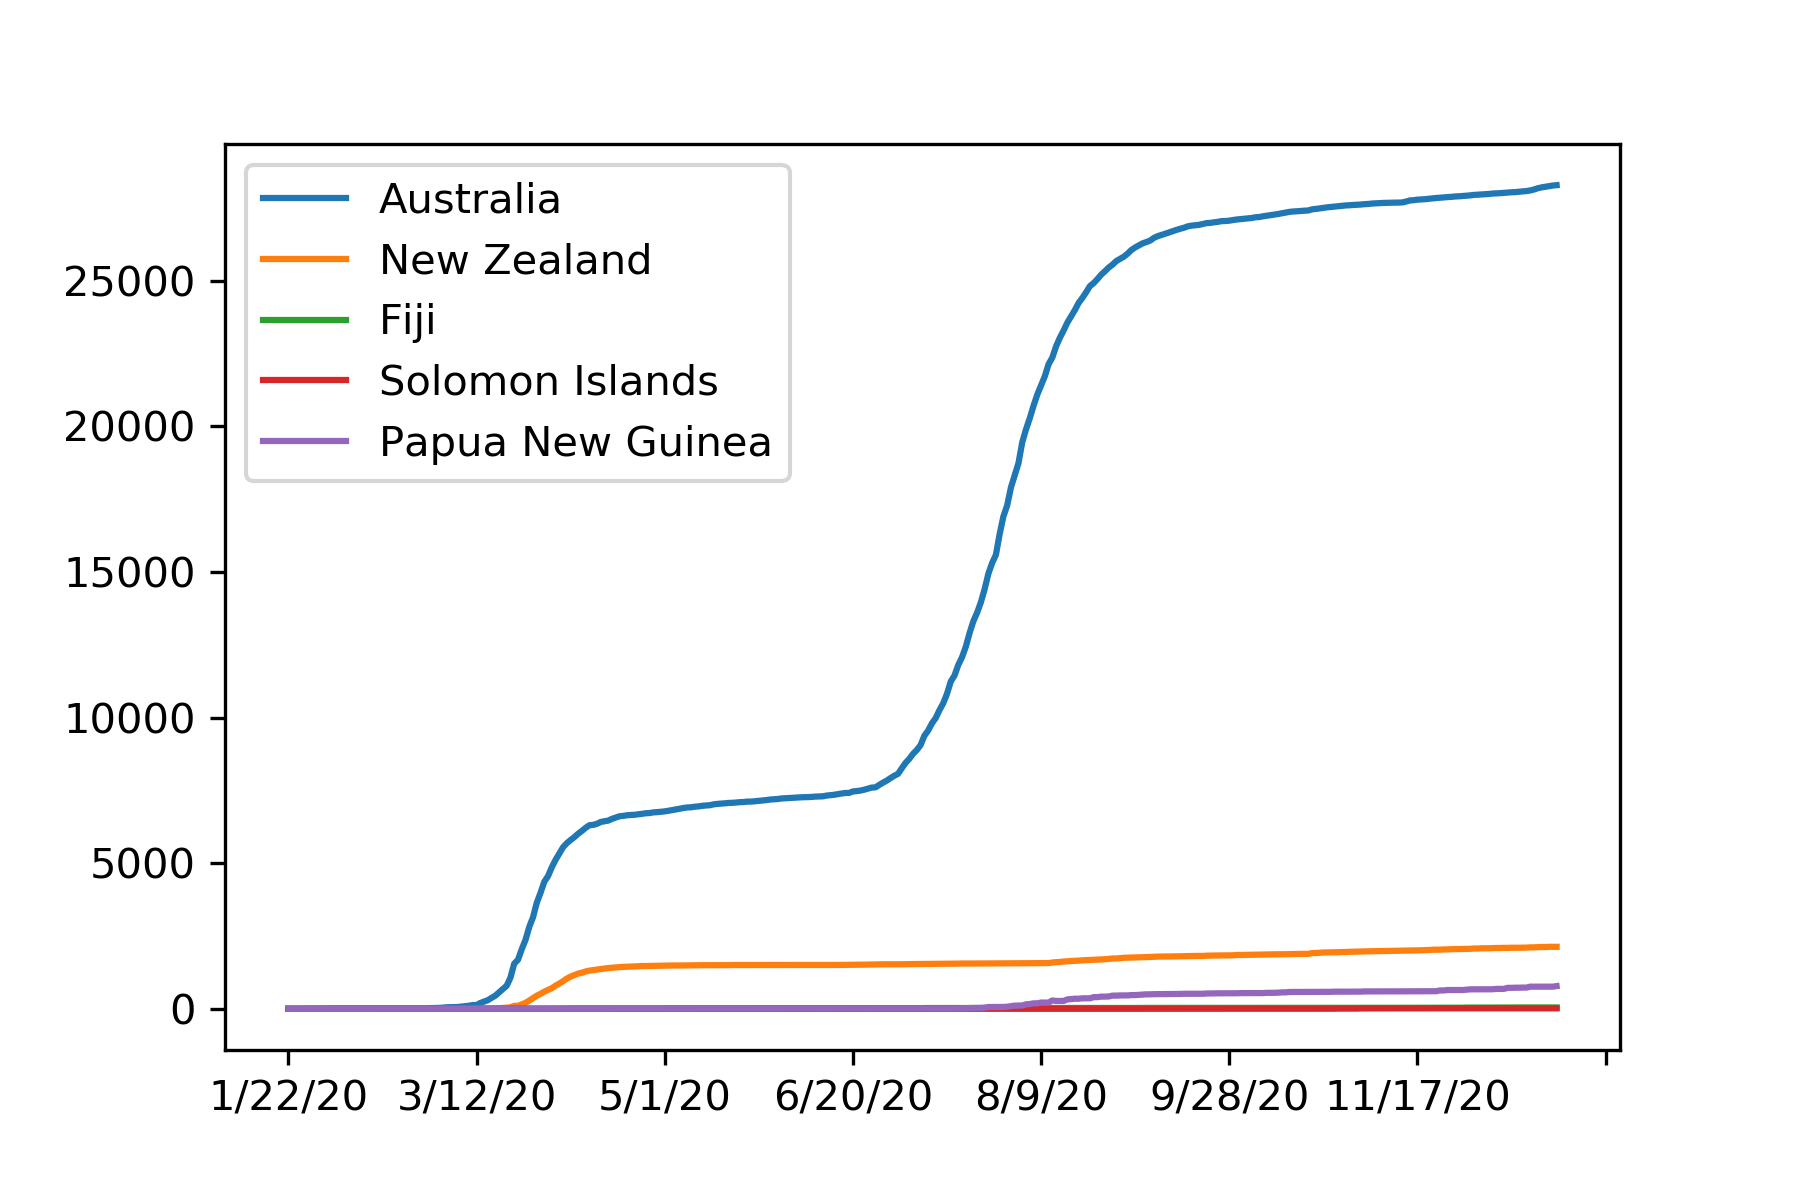 Australia
New Zealand
Fiji
Solomon Islands
Papua New Guinea
25000
20000
15000
10000
5000
0
1/22/20 3/12/20 5/1/20 6/20/20 8/9/20 9/28/20 11/17/20